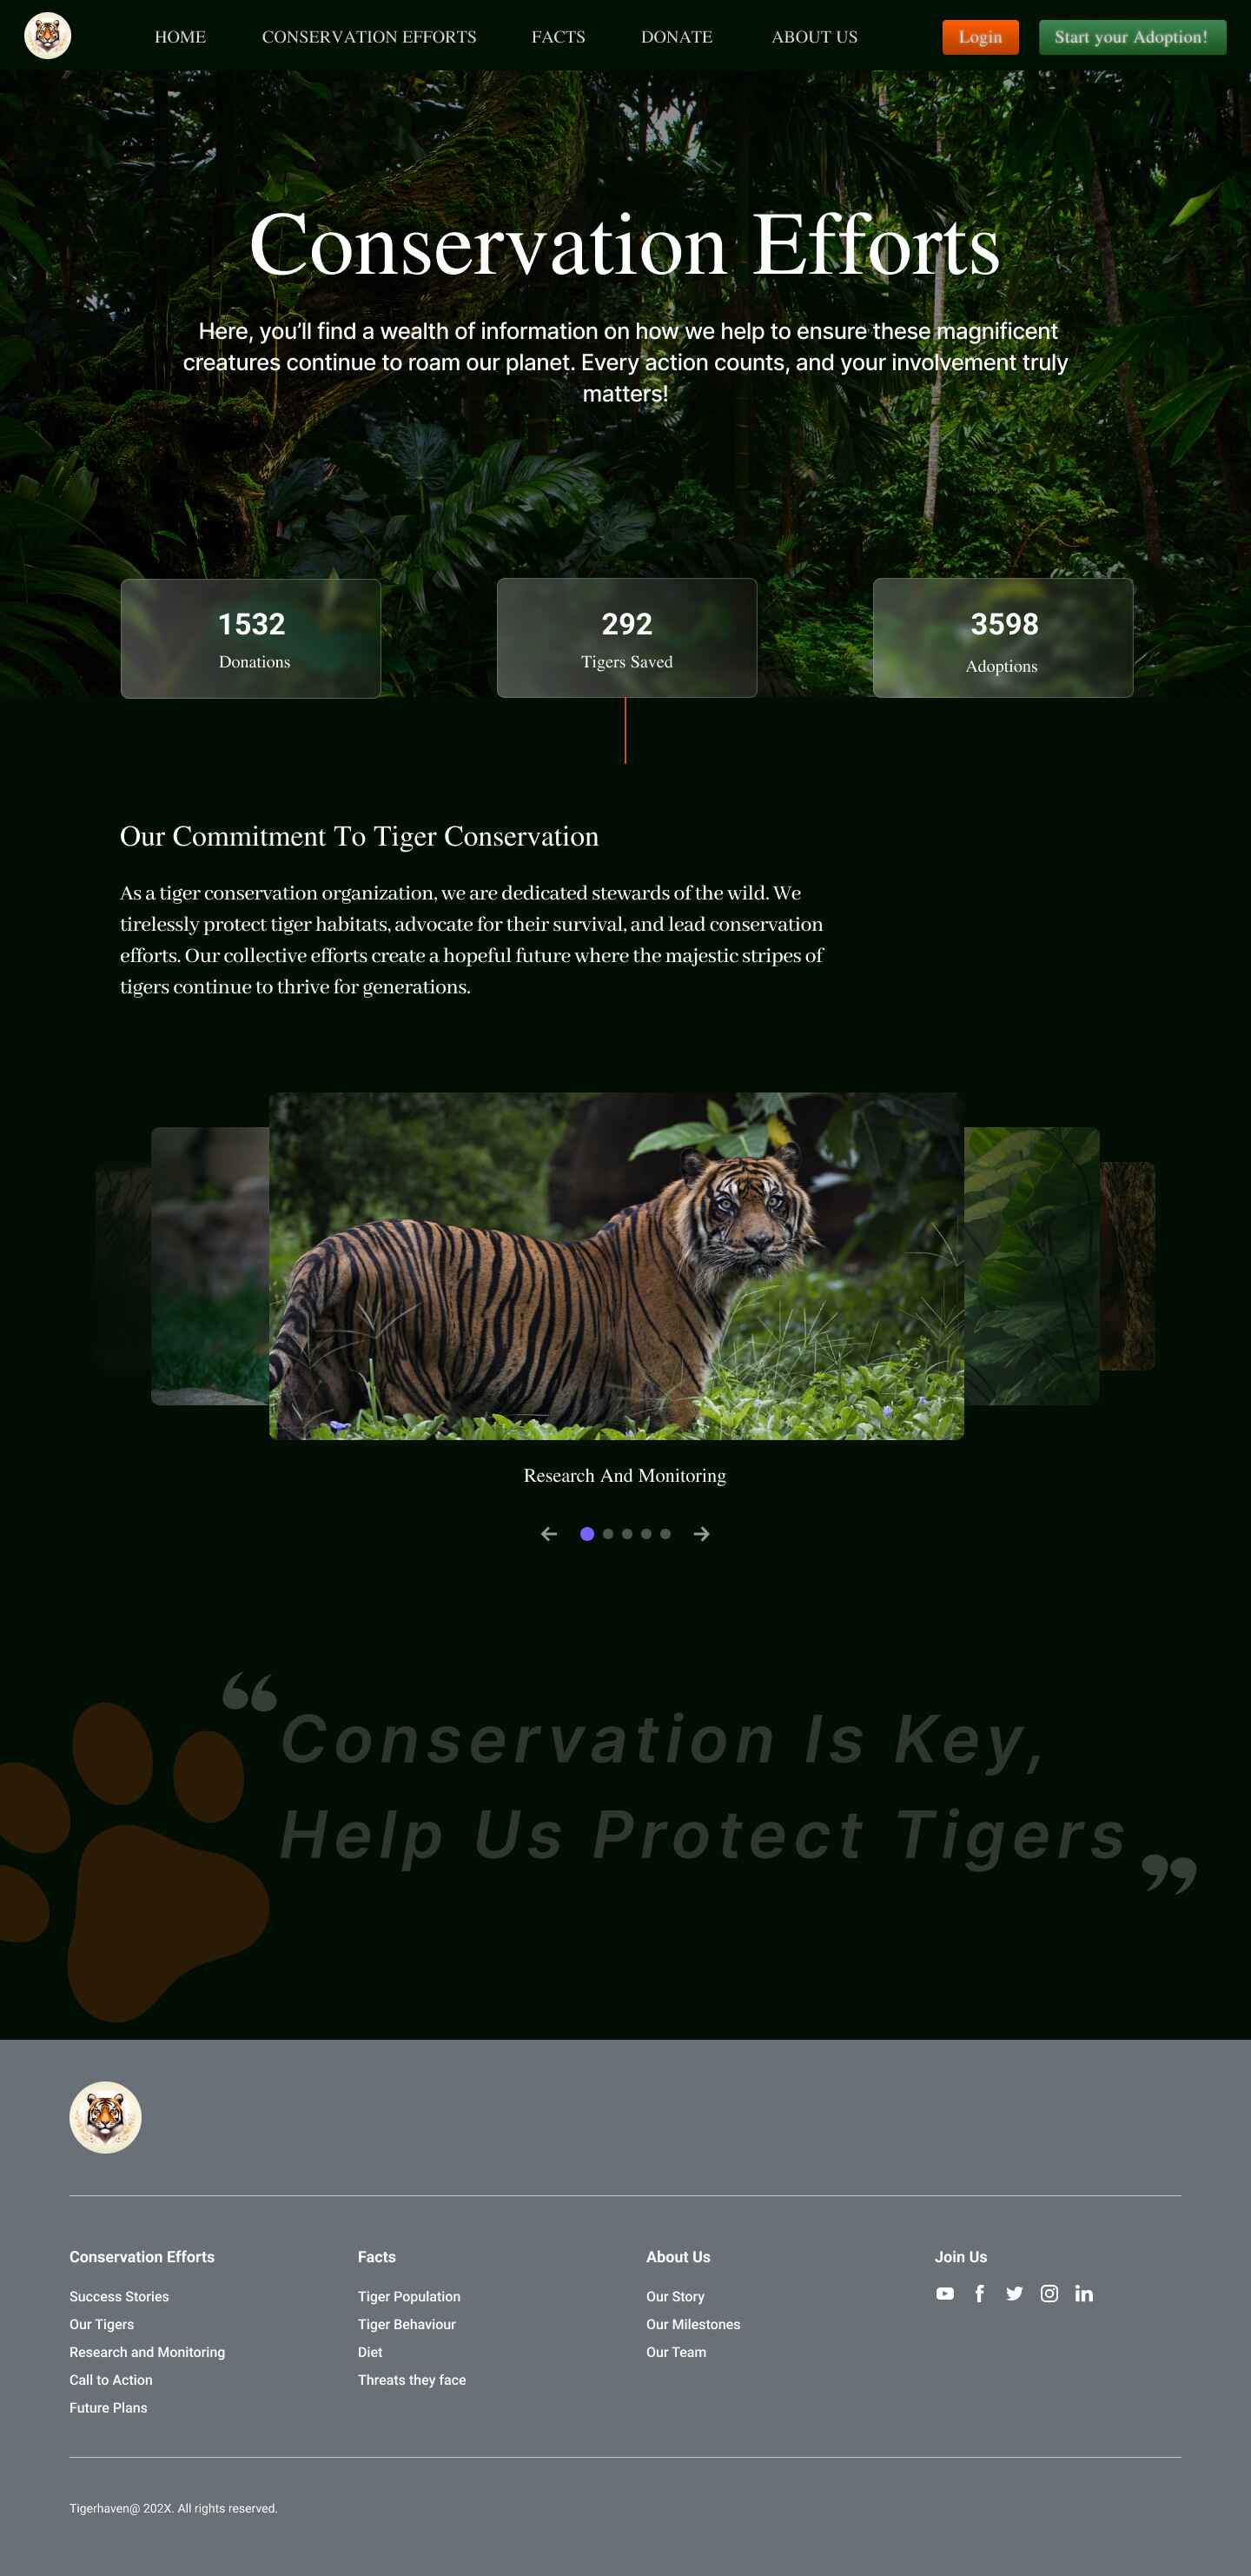 HOME CONSERVATION EFFORTS FACTS DONATE ABOUT US Login Start your Adoption!
Conservation Efforts
Here, you’ll find a wealth of information on how we help to ensure these magnificent
creatures continue to roam our planet. Every action counts, and your involvement truly
matters!
1532
Donations
292
Tigers Saved
3598
Adoptions
Our Commitment To Tiger Conservation
As a tiger conservation organization, we are dedicated stewards of the wild. We
tirelessly protect tiger habitats, advocate for their survival, and lead conservation
efforts. Our collective efforts create a hopeful future where the majestic stripes of
tigers continue to thrive for generations.
Research And Monitoring
“Conservation Is Key,
Help Us Protect Tigers”
Conservation Efforts
Success Stories
Our Tigers
Research and Monitoring
Call to Action
Future Plans
Facts
Tiger Population
Tiger Behaviour
Diet
Threats they face
About Us
Our Story
Our Milestones
Our Team
Join Us
Tigerhaven@ 202X. All rights reserved.